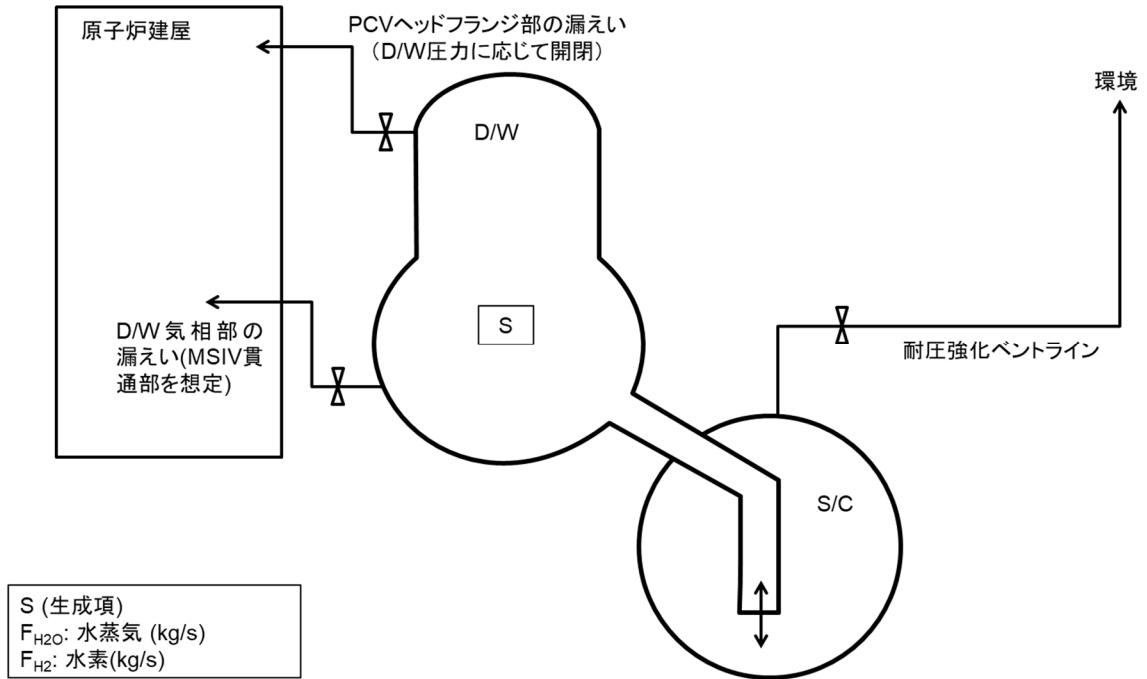 原子炉建屋
PCVヘッドフランジ部の漏えい
（D/W圧力に応じて開閉）
環境
D/W
S
D/W気相部の
漏えい(MSIV貫
通部を想定)
耐圧強化ベントライン
S/C
S (生成項)
FH2O: 水蒸気 (kg/s)
FH2: 水素(kg/s)